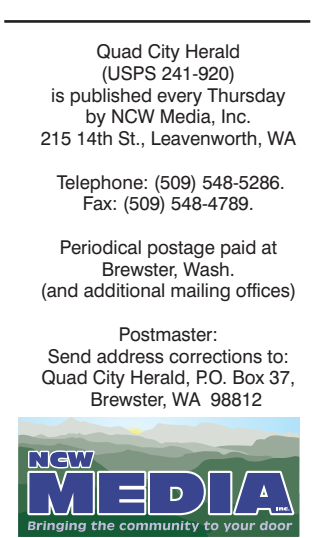 Quad City Herald
(USPS 241-920)
is published every Thursday
by NCW Media, Inc.
215 14th St., Leavenworth, WA
Telephone: (509) 548-5286.
Fax: (509) 548-4789.
Periodical postage paid at
Brewster, Wash.
(and additional mailing offices)
Postmaster:
Send address corrections to:
Quad City Herald, P.O. Box 37,
Brewster, WA 98812
NCW
MEDIA INC.
Bringing the community to your door